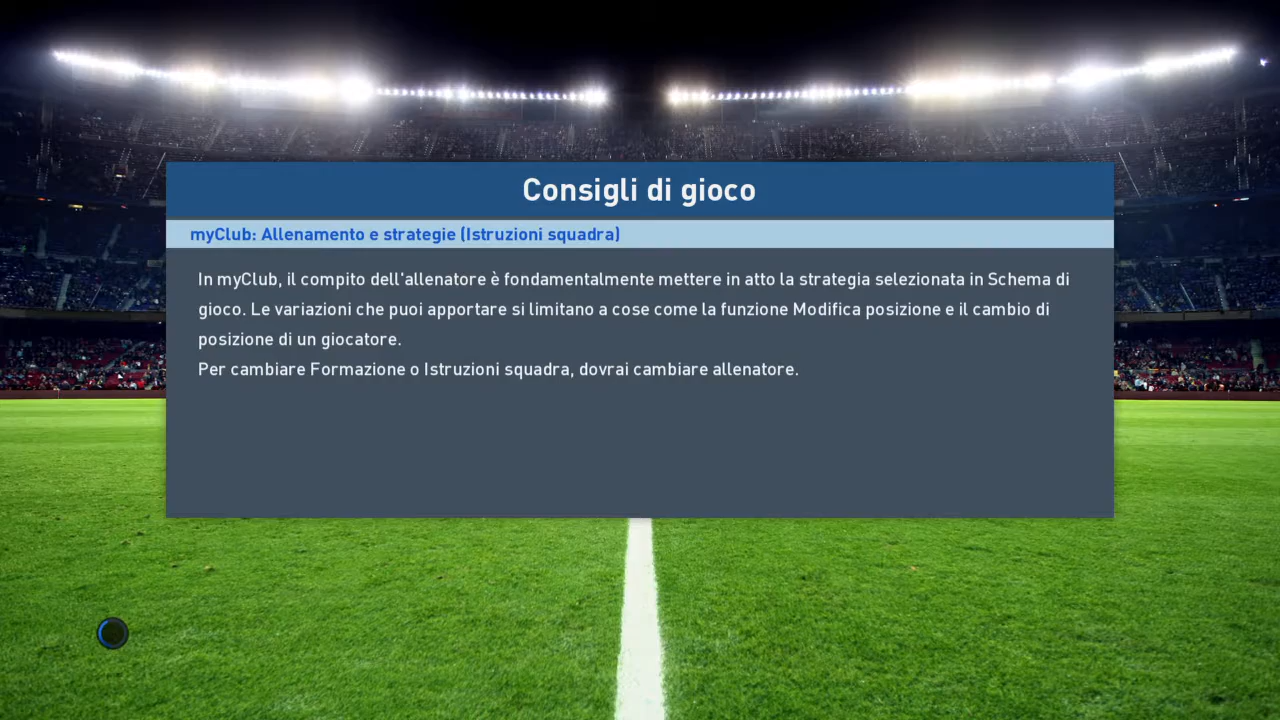 Consigli di gioco
myClub: Allenamento e strategie (Istruzioni squadra)
In myClub, il compito dell'allenatore è fondamentalmente mettere in atto la strategia selezionata in Schema di
gioco. Le variazioni che puoi apportare si limitano a cose come la funzione Modifica posizione e il cambio di
posizione di un giocatore.
Per cambiare Formazione o Istruzioni squadra, dovrai cambiare allenatore.